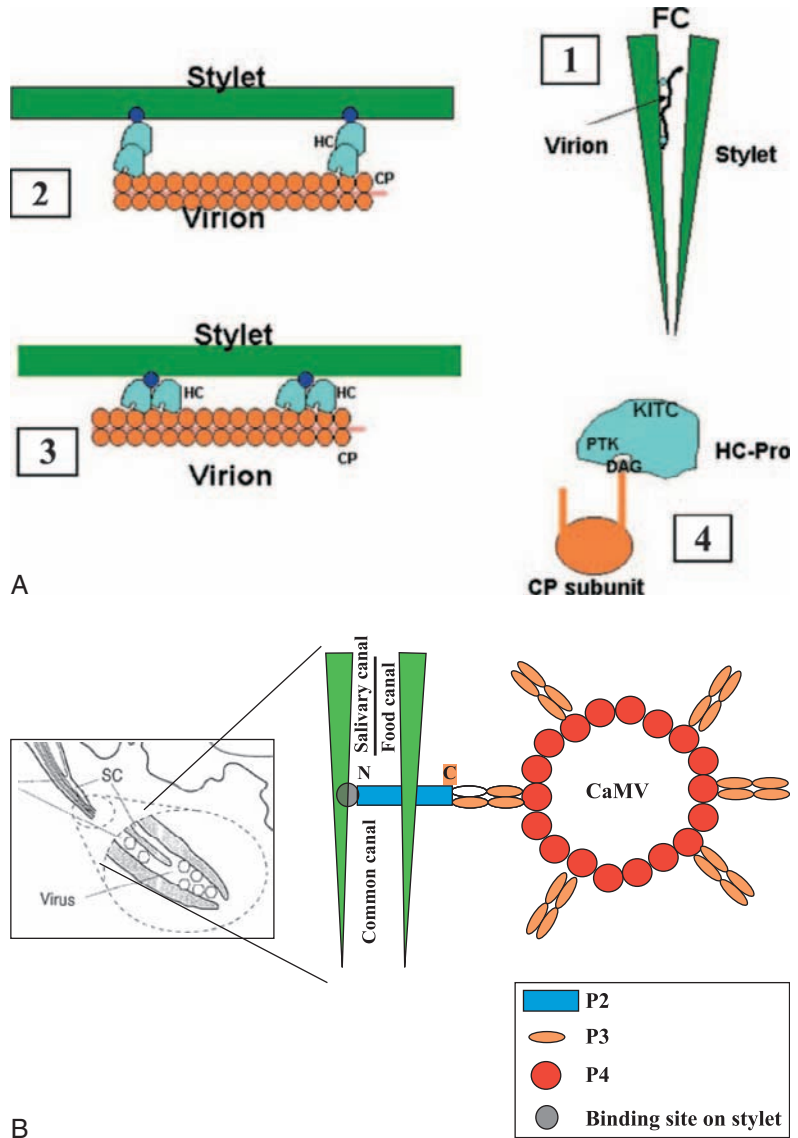 Stylet
HC
CP
2
Virion
FC
1
Virion
Stylet
Stylet
HC
HC
3
Virion
CP
KITC
PTK
DAG
HC-Pro
4
CP subunit
A
SC
Virus
Salivary canal
Food canal
N
C
Common canal
CaMV
P2
P3
P4
Binding site on stylet
B